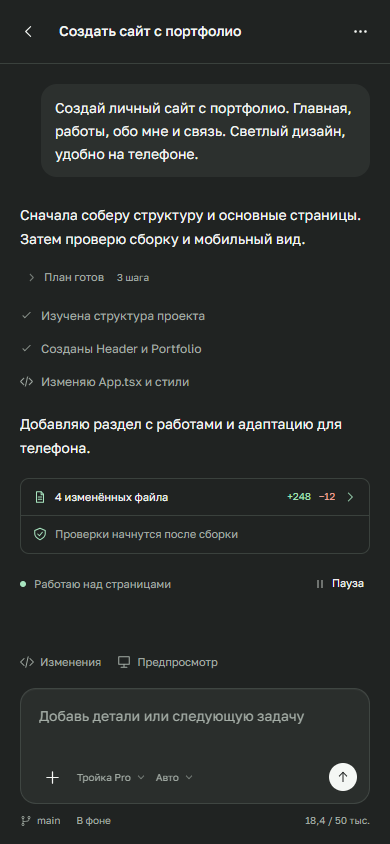 Создать сайт с портфолио
Создай личный сайт с портфолио. Главная,
работы, обо мне и связь. Светлый дизайн,
удобно на телефоне.
Сначала соберу структуру и основные страницы.
Затем проверю сборку и мобильный вид.
План готов 3 шага
Изучена структура проекта
Созданы Header и Portfolio
Изменяю App.tsx и стили
Добавляю раздел с работами и адаптацию для
телефона.
4 изменённых файла +248 −12
Проверки начнутся после сборки
Работаю над страницами Пауза
Изменения Предпросмотр
Добавь детали или следующую задачу
Тройка Pro Авто
main В фоне 18,4 / 50 тыс.